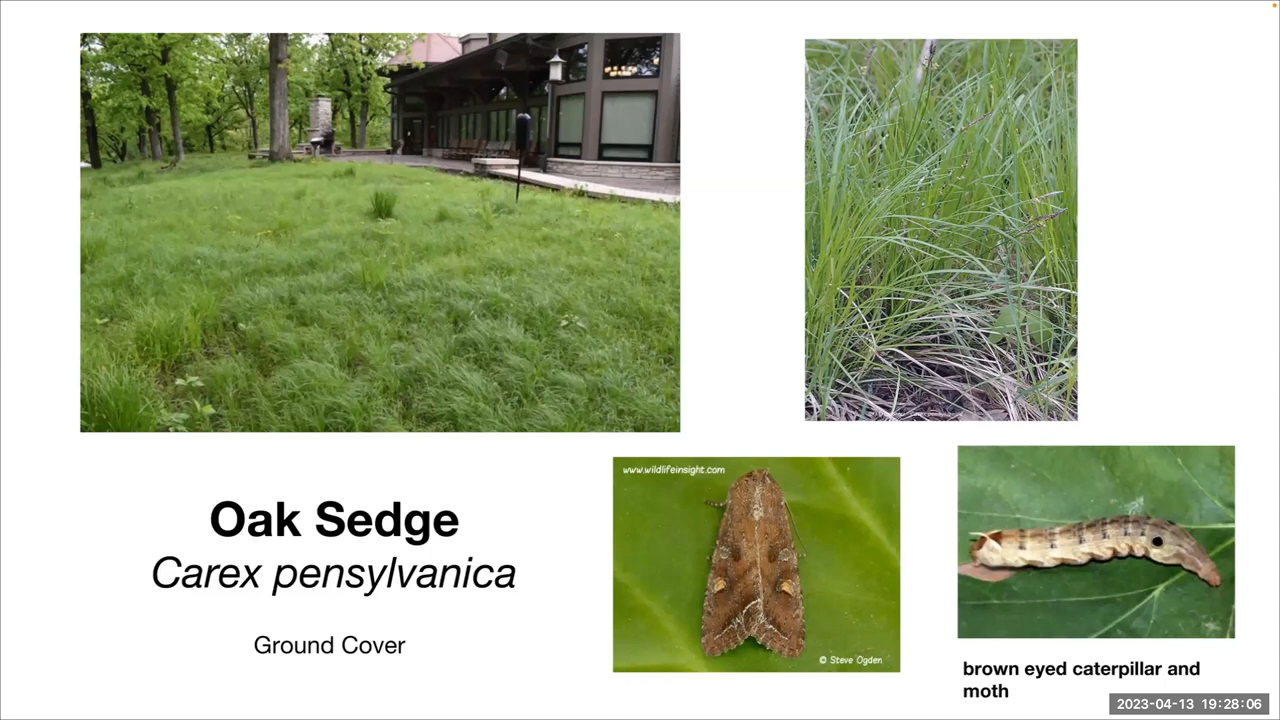 www.wildlifeinsight.com
Oak Sedge
Carex pensylvanica
Ground Cover
© Steve Ogden
brown eyed caterpillar and
moth
2023-04-13 19:28:06